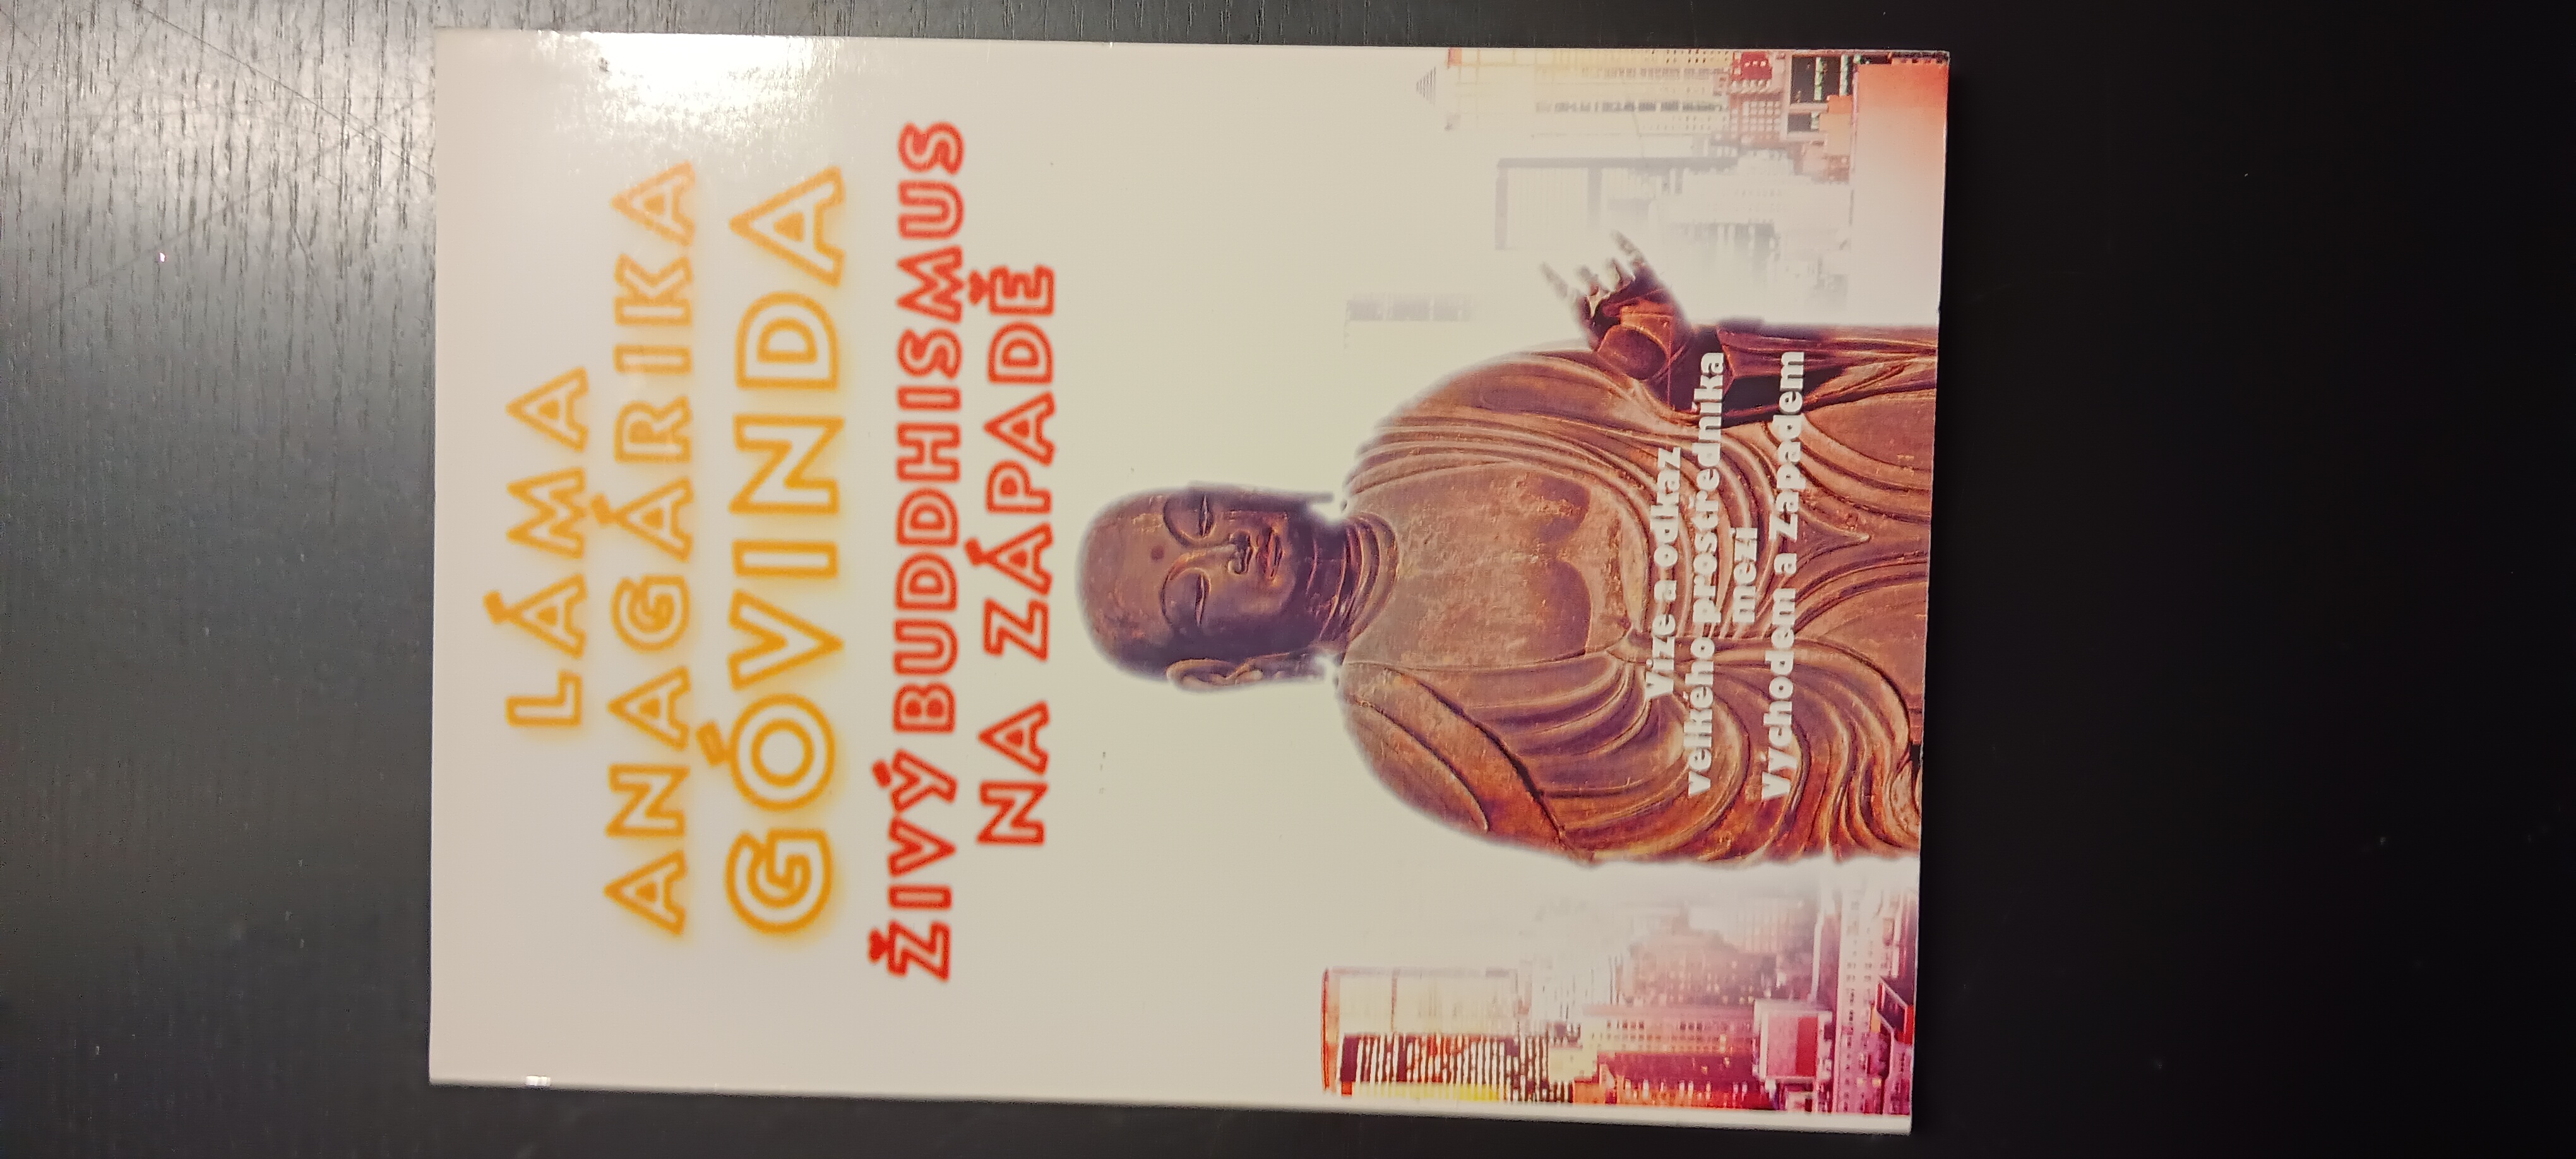 LÁMA
ANAGÁRIKA
GÓVINDA
ŽIVÝ BUDDHISMUS
NA ZÁPADĚ
Vize a odkaz
velkého prostředníka
mezi
Východem a Západem